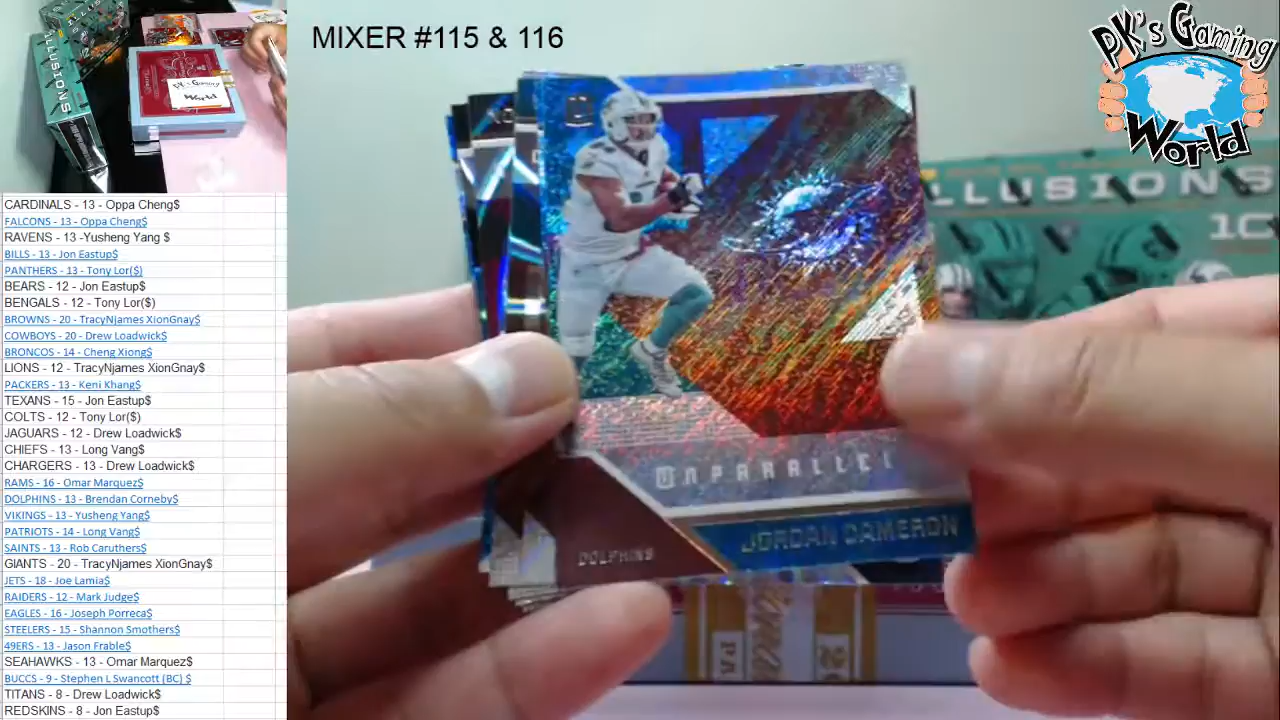 MIXER #115 & 116
PK's Gaming
World
ILLUSIONS
PK's Gaming
World
CARDINALS - 13 - Oppa Cheng$
FALCONS - 13 - Oppa Cheng$
RAVENS - 13 -Yusheng Yang $
BILLS - 13 - Jon Eastup$
PANTHERS - 13 - Tony Lor($)
BEARS - 12 - Jon Eastup$
BENGALS - 12 - Tony Lor($)
BROWNS - 20 - TracyNjames XionGnay$
COWBOYS - 20 - Drew Loadwick$
BRONCOS - 14 - Cheng Xiong$
LIONS - 12 - TracyNjames XionGnay$
PACKERS - 13 - Keni Khang$
TEXANS - 15 - Jon Eastup$
COLTS - 12 - Tony Lor($)
JAGUARS - 12 - Drew Loadwick$
CHIEFS - 13 - Long Vang$
CHARGERS - 13 - Drew Loadwick$
RAMS - 16 - Omar Marquez$
DOLPHINS - 13 - Brendan Corneby$
VIKINGS - 13 - Yusheng Yang$
PATRIOTS - 14 - Long Vang$
SAINTS - 13 - Rob Caruthers$
GIANTS - 20 - TracyNjames XionGnay$
JETS - 18 - Joe Lamia$
RAIDERS - 12 - Mark Judge$
EAGLES - 16 - Joseph Porreca$
STEELERS - 15 - Shannon Smothers$
49ERS - 13 - Jason Frable$
SEAHAWKS - 13 - Omar Marquez$
BUCCS - 9 - Stephen L Swancott (BC) $
TITANS - 8 - Drew Loadwick$
REDSKINS - 8 - Jon Eastup$
LLUSIONS
10
UNPARALLEL
JORDAN CAMERON
DOLPHINS